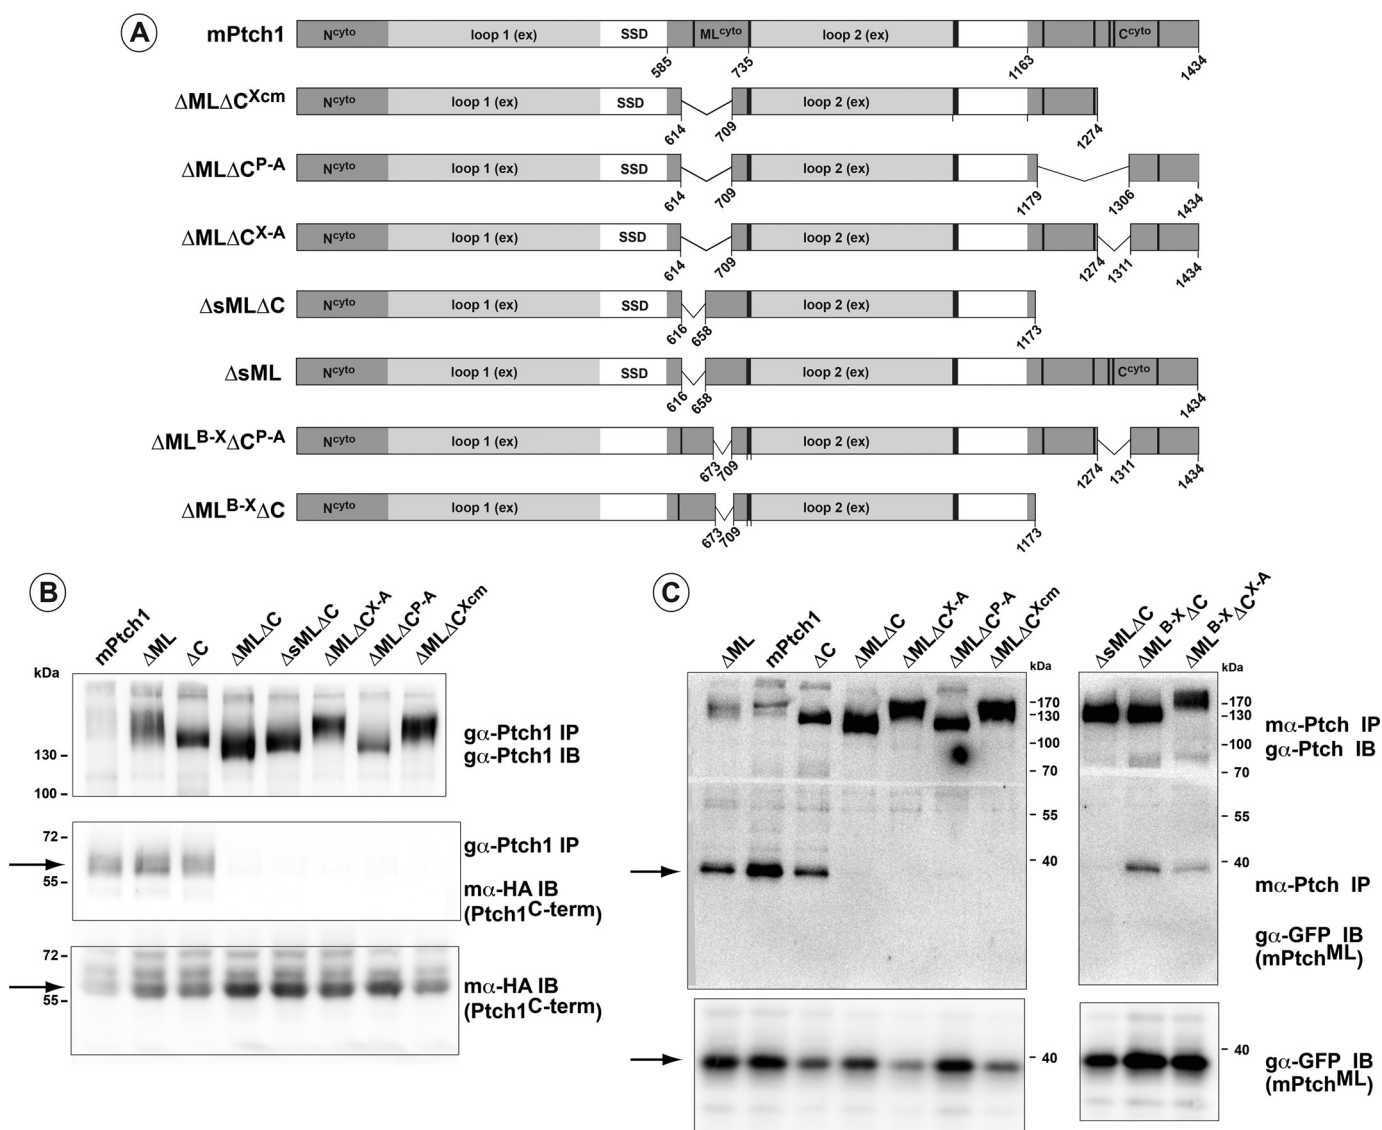 A
mPtch1 Ncyto loop 1 (ex) SSD MLcyto loop 2 (ex) Ccyto
585 735 1163 1434
ΔMLΔCXcm Ncyto loop 1 (ex) SSD loop 2 (ex)
614 709 1274
ΔMLΔCP-A Ncyto loop 1 (ex) SSD loop 2 (ex)
614 709 1179 1306 1434
ΔMLΔCX-A Ncyto loop 1 (ex) SSD loop 2 (ex)
614 709 1274 1311 1434
ΔsMLΔC Ncyto loop 1 (ex) SSD loop 2 (ex)
616 658 1173
ΔsML Ncyto loop 1 (ex) SSD loop 2 (ex) Ccyto
616 658 1434
ΔMLB-XΔCP-A Ncyto loop 1 (ex) loop 2 (ex)
673 709 1274 1311 1434
ΔMLB-XΔC Ncyto loop 1 (ex) loop 2 (ex)
673 709 1173
B
mPtch1 ΔML ΔC ΔMLΔC ΔsMLΔC ΔMLΔCX-A ΔMLΔCP-A ΔMLΔCXcm
kDa
130
100
gα-Ptch1 IP
gα-Ptch1 IB
72
55
gα-Ptch1 IP
mα-HA IB
(Ptch1C-term)
72
55
mα-HA IB
(Ptch1C-term)
C
ΔML mPtch1 ΔC ΔMLΔC ΔMLΔCX-A ΔMLΔCP-A ΔMLΔCXcm
kDa
170
130
100
70
55
40
40
ΔsMLΔC ΔMLB-XΔC ΔMLB-XΔCX-A
kDa
170
130
100
70
55
40
40
mα-Ptch IP
gα-Ptch IB
mα-Ptch IP
gα-GFP IB
(mPtchML)
gα-GFP IB
(mPtchML)